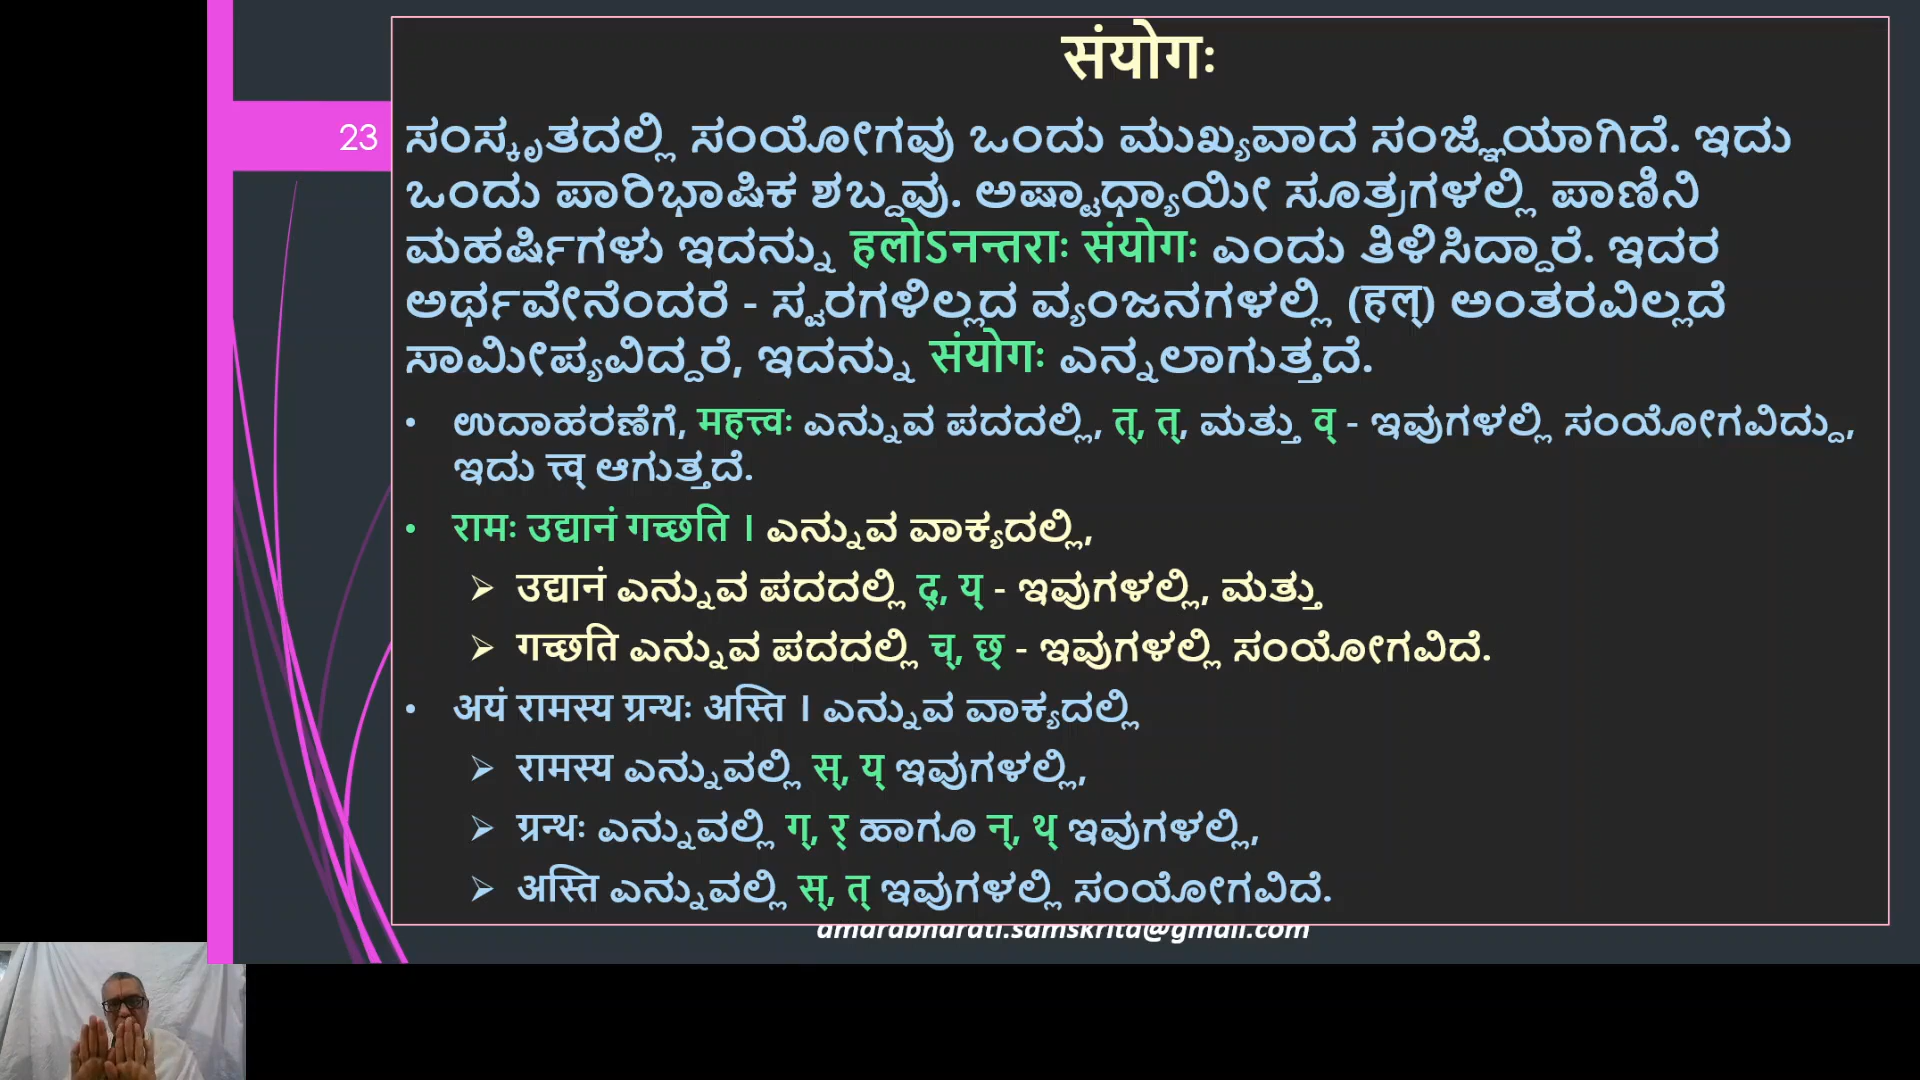 संयोगः
23
ಸಂಸ್ಕೃತದಲ್ಲಿ ಸಂಯೋಗವು ಒಂದು ಮುಖ್ಯವಾದ ಸಂಜ್ಞೆಯಾಗಿದೆ. ಇದು
ಒಂದು ಪಾರಿಭಾಷಿಕ ಶಬ್ದವು. ಅಷ್ಟಾಧ್ಯಾಯೀ ಸೂತ್ರಗಳಲ್ಲಿ ಪಾಣಿನಿ
ಮಹರ್ಷಿಗಳು ಇದನ್ನು हलोऽनन्तराः संयोगः ಎಂದು ತಿಳಿಸಿದ್ದಾರೆ. ಇದರ
ಅರ್ಥವೇನೆಂದರೆ - ಸ್ವರಗಳಿಲ್ಲದ ವ್ಯಂಜನಗಳಲ್ಲಿ (हल्) ಅಂತರವಿಲ್ಲದೆ
ಸಾಮೀಪ್ಯವಿದ್ದರೆ, ಇದನ್ನು संयोगः ಎನ್ನಲಾಗುತ್ತದೆ.
• ಉದಾಹರಣೆಗೆ, महत्त्वः ಎನ್ನುವ ಪದದಲ್ಲಿ, त्, त्, ಮತ್ತು व् - ಇವುಗಳಲ್ಲಿ ಸಂಯೋಗವಿದ್ದು,
ಇದು त्त्व् ಆಗುತ್ತದೆ.
• रामः उद्यानं गच्छति । ಎನ್ನುವ ವಾಕ್ಯದಲ್ಲಿ,
➢ उद्यानं ಎನ್ನುವ ಪದದಲ್ಲಿ द्, य् - ಇವುಗಳಲ್ಲಿ, ಮತ್ತು
➢ गच्छति ಎನ್ನುವ ಪದದಲ್ಲಿ च्, छ् - ಇವುಗಳಲ್ಲಿ ಸಂಯೋಗವಿದೆ.
• अयं रामस्य ग्रन्थः अस्ति । ಎನ್ನುವ ವಾಕ್ಯದಲ್ಲಿ
➢ रामस्य ಎನ್ನುವಲ್ಲಿ स्, य् ಇವುಗಳಲ್ಲಿ,
➢ ग्रन्थः ಎನ್ನುವಲ್ಲಿ ग्, र् ಹಾಗೂ न्, थ् ಇವುಗಳಲ್ಲಿ,
➢ अस्ति ಎನ್ನುವಲ್ಲಿ स्, त् ಇವುಗಳಲ್ಲಿ ಸಂಯೋಗವಿದೆ.
amarabharati.samskrita@gmail.com